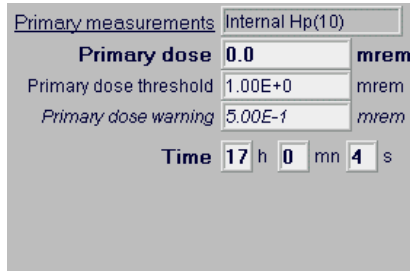 Primary measurements Internal Hp(10)
Primary dose 0.0 mrem
Primary dose threshold 1.00E+0 mrem
Primary dose warning 5.00E-1 mrem
Time 17 h 0 mn 4 s